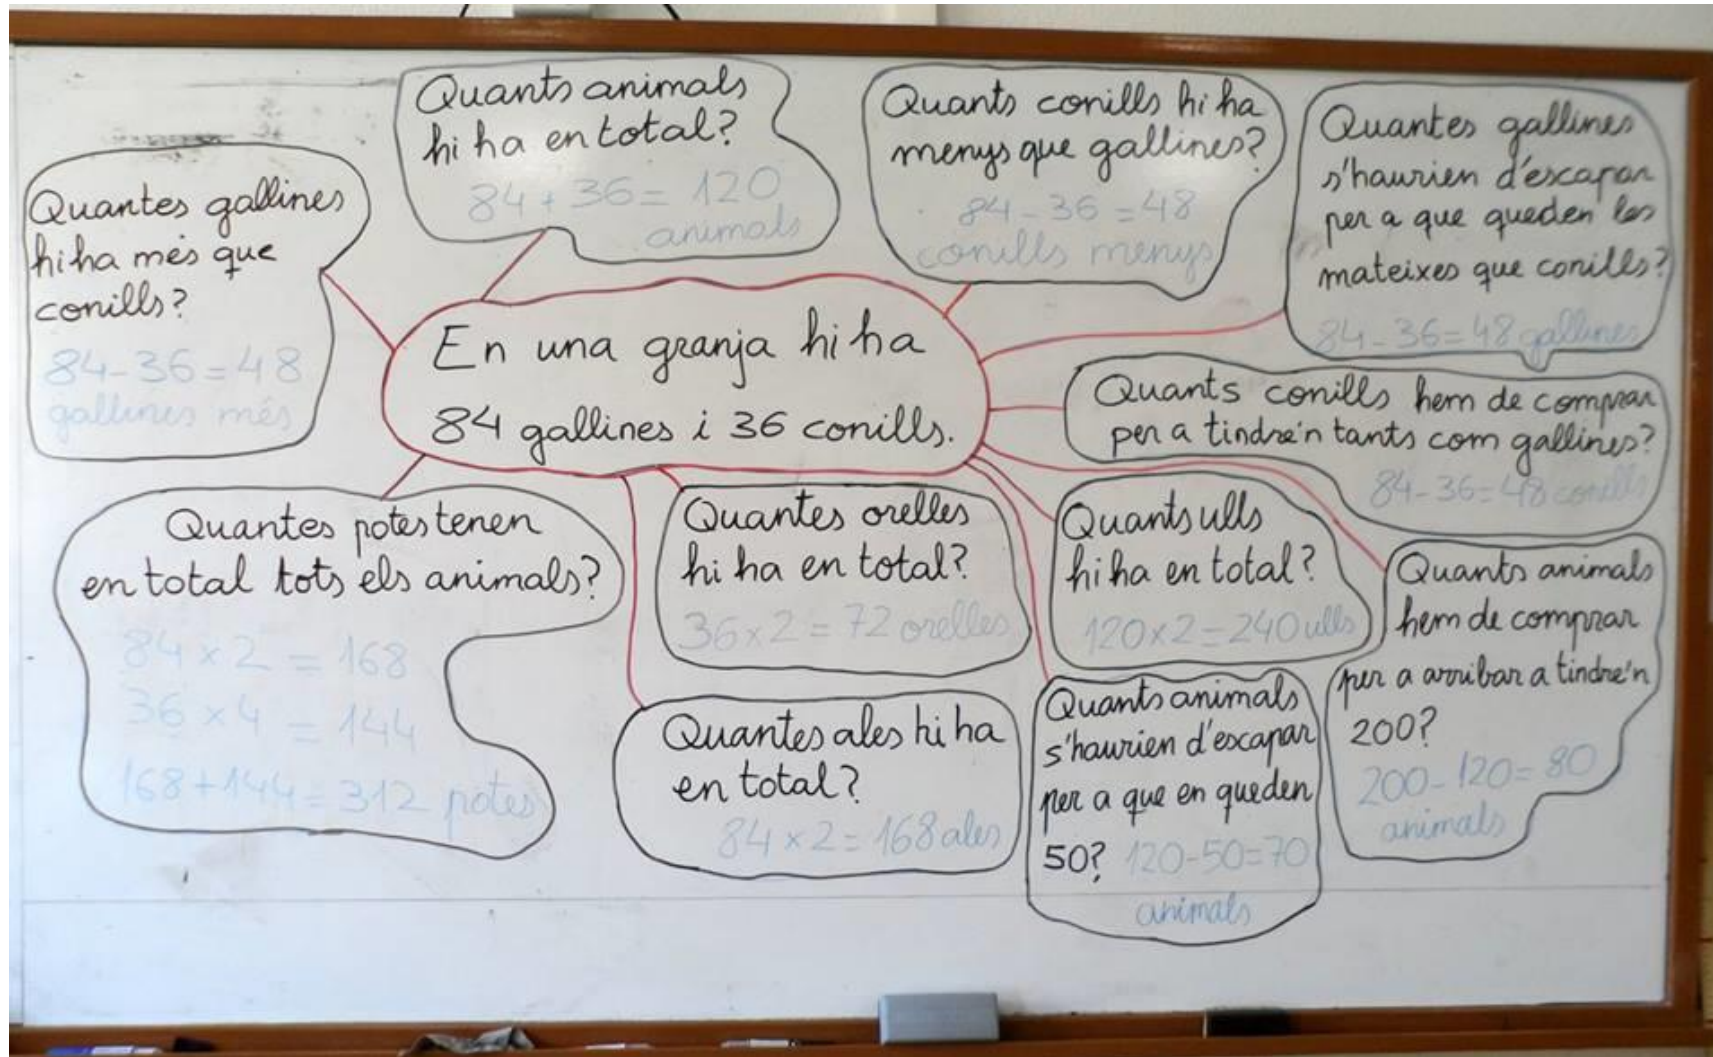 Quantes gallines
hi ha més que
conills?
84-36=48
gallines més
Quants animals
hi ha en total?
84+36=120
animals
Quants conills hi ha
menys que gallines?
84-36=48
conills menys
Quantes gallines
s'haurien d'escapar
per a que queden les
mateixes que conills?
84-36=48 gallines
En una granja hi ha
84 gallines i 36 conills.
Quants conills hem de comprar
per a tindre'n tants com gallines?
84-36=48 conills
Quantes potes tenen
en total tots els animals?
84 x 2 = 168
36 x 4 = 144
168+144=312 potes
Quantes orelles
hi ha en total?
36x2=72 orelles
Quants ulls
hi ha en total?
120x2=240 ulls
Quants animals
hem de comprar
per a arribar a tindre'n
200?
200-120=80
animals
Quantes ales hi ha
en total?
84x2=168 ales
Quants animals
s'haurien d'escapar
per a que en queden
50? 120-50=70
animals